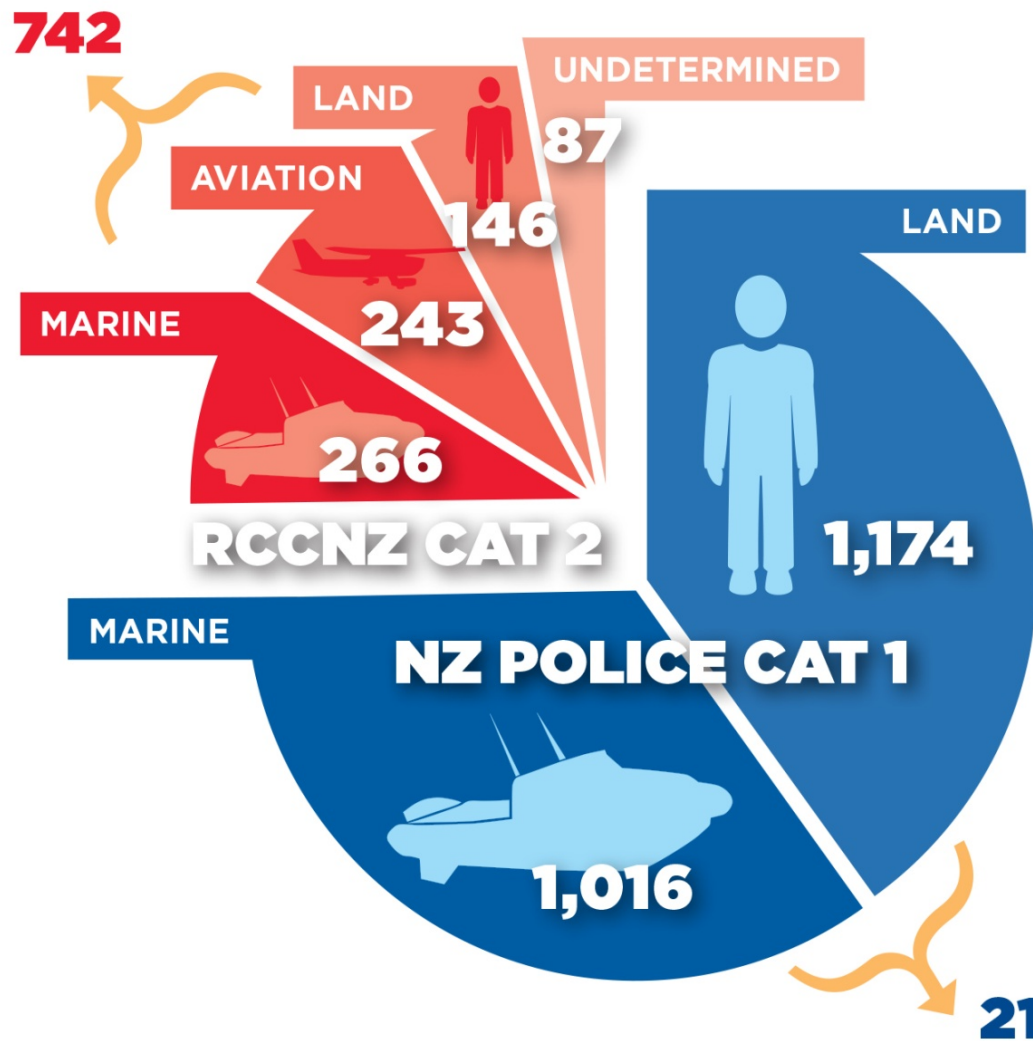 742
UNDETERMINED
LAND
87
AVIATION
146
LAND
243
MARINE
266
1,174
RCCNZ CAT 2
MARINE
NZ POLICE CAT 1
1,016
21